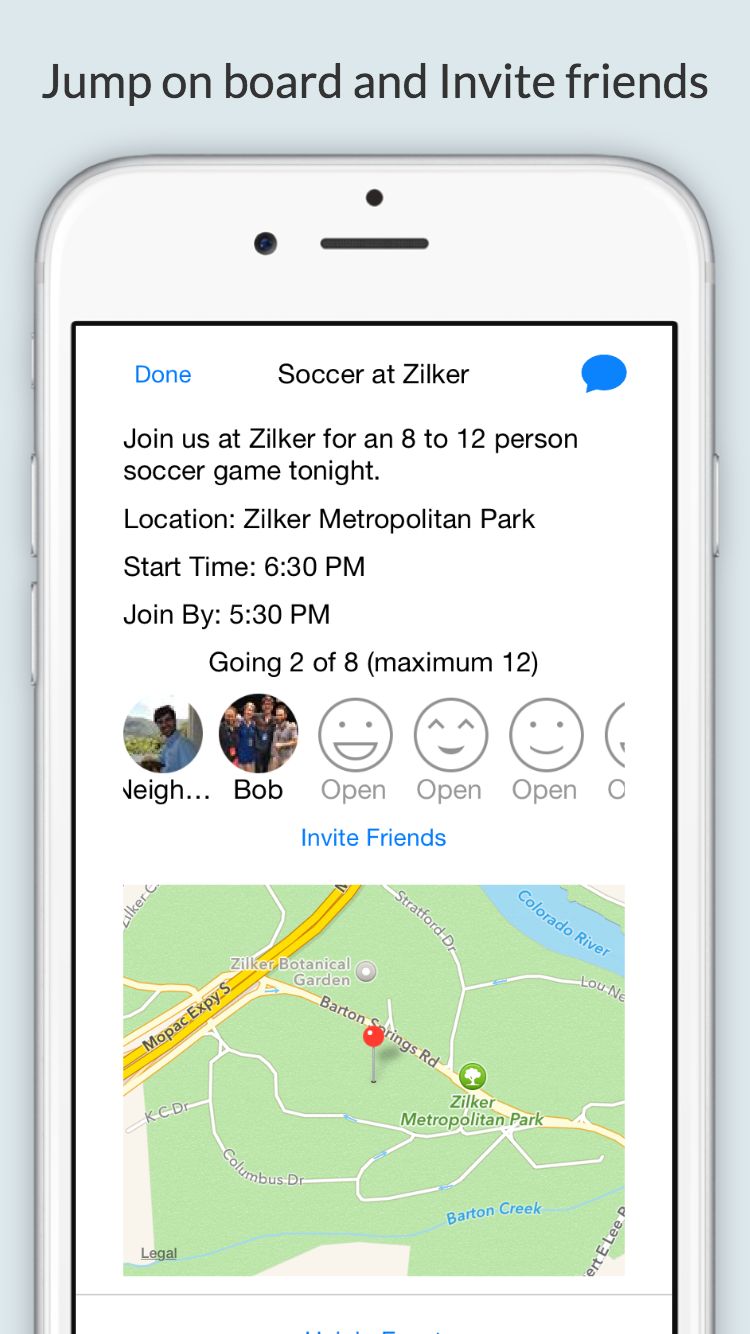 Jump on board and Invite friends
Done
Soccer at Zilker
Join us at Zilker for an 8 to 12 person
soccer game tonight.
Location: Zilker Metropolitan Park
Start Time: 6:30 PM
Join By: 5:30 PM
Going 2 of 8 (maximum 12)
Neigh… Bob Open Open Open O
Invite Friends
Stratford Dr
Colorado River
Zilker Botanical
Garden
Lou Ne
Mopac Expy S
Barton Springs Rd
Zilker
Metropolitan Park
K C Dr
Columbus Dr
Barton Creek
ert E Lee R
Legal